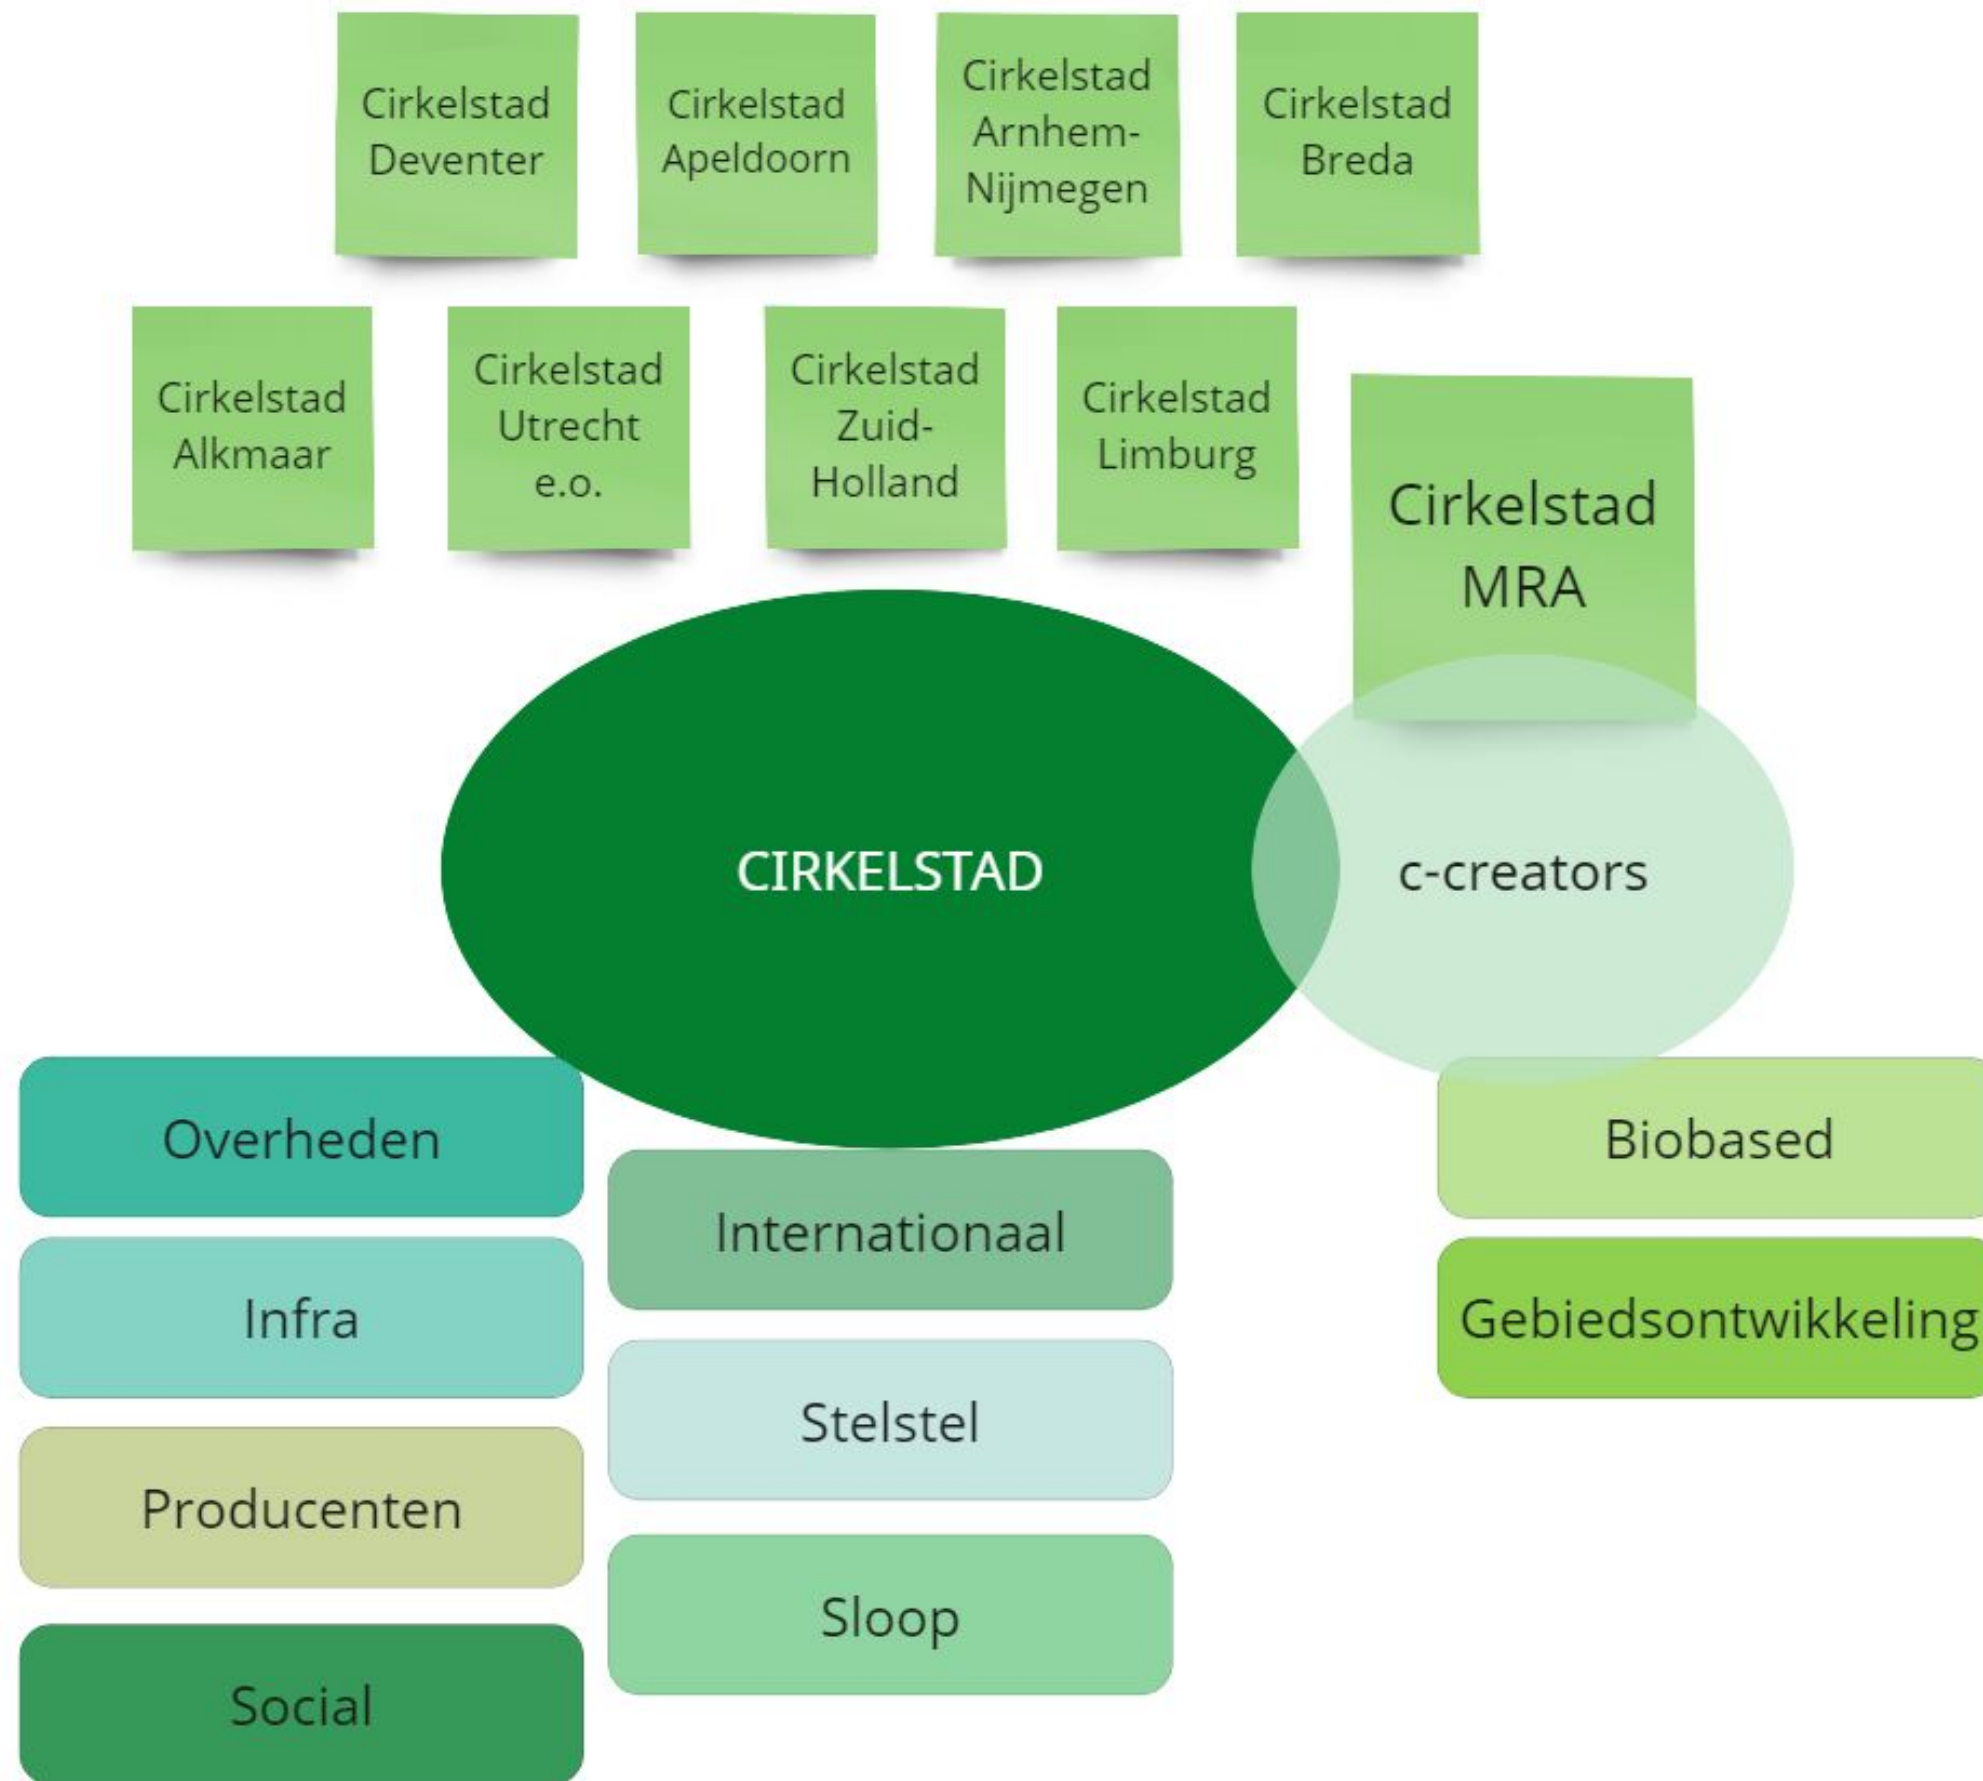 Cirkelstad
Deventer
Cirkelstad
Apeldoorn
Cirkelstad
Arnhem-
Nijmegen
Cirkelstad
Breda
Cirkelstad
Alkmaar
Cirkelstad
Utrecht
e.o.
Cirkelstad
Zuid-
Holland
Cirkelstad
Limburg
Cirkelstad
MRA
CIRKELSTAD
c-creators
Overheden
Infra
Producenten
Social
Internationaal
Stelstel
Sloop
Biobased
Gebiedsontwikkeling